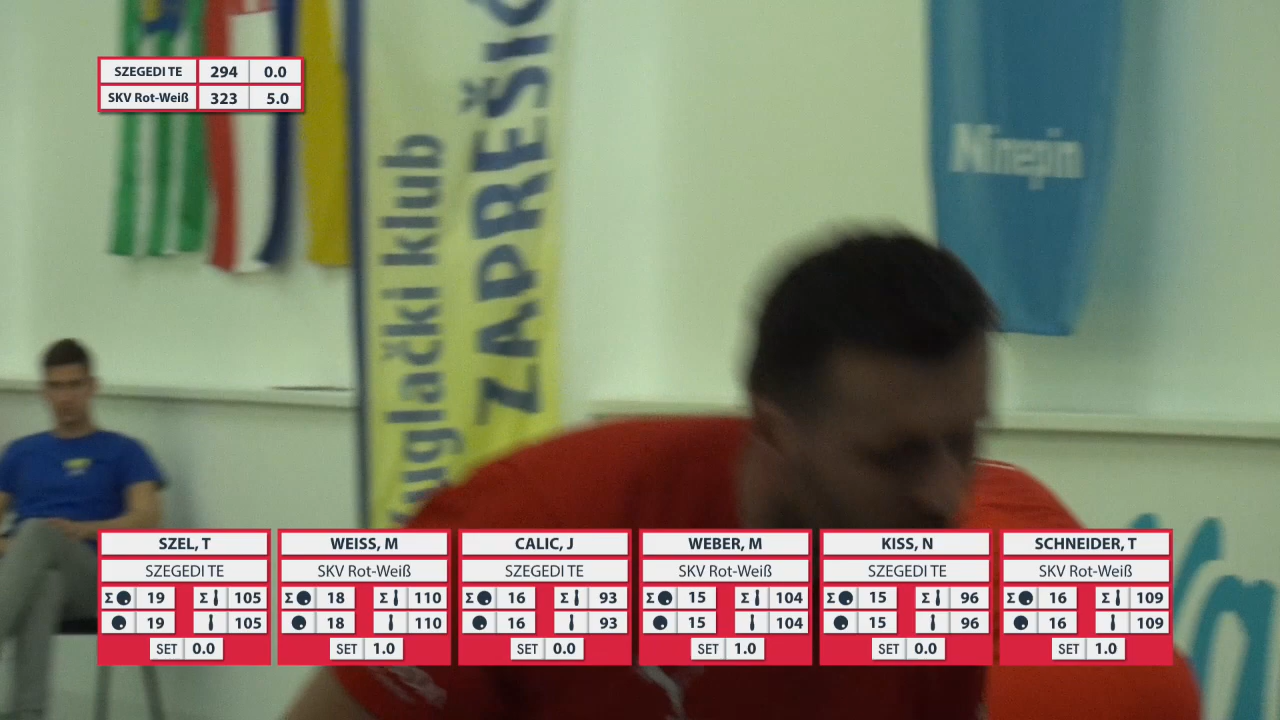 SZEGEDI TE 294 0.0
SKV Rot-Weiß 323 5.0
Kuglački klub
ZAPREŠIĆ
Ninepin
SZEL, T
SZEGEDI TE
Σ 19 Σ 105
19 105
SET 0.0
WEISS, M
SKV Rot-Weiß
Σ 18 Σ 110
18 110
SET 1.0
CALIC, J
SZEGEDI TE
Σ 16 Σ 93
16 93
SET 0.0
WEBER, M
SKV Rot-Weiß
Σ 15 Σ 104
15 104
SET 1.0
KISS, N
SZEGEDI TE
Σ 15 Σ 96
15 96
SET 0.0
SCHNEIDER, T
SKV Rot-Weiß
Σ 16 Σ 109
16 109
SET 1.0